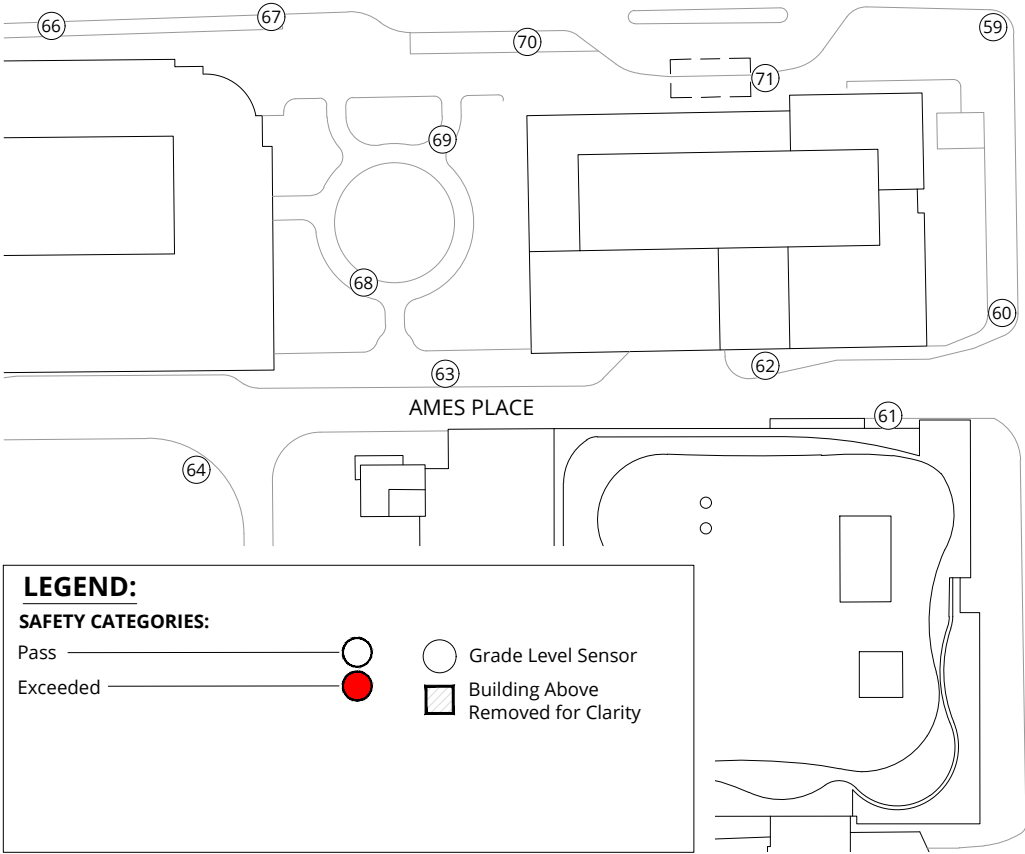 66
67
70
59
71
69
68
60
62
63
AMES PLACE
61
64
LEGEND:
SAFETY CATEGORIES:
Pass
Exceeded
Grade Level Sensor
Building Above
Removed for Clarity